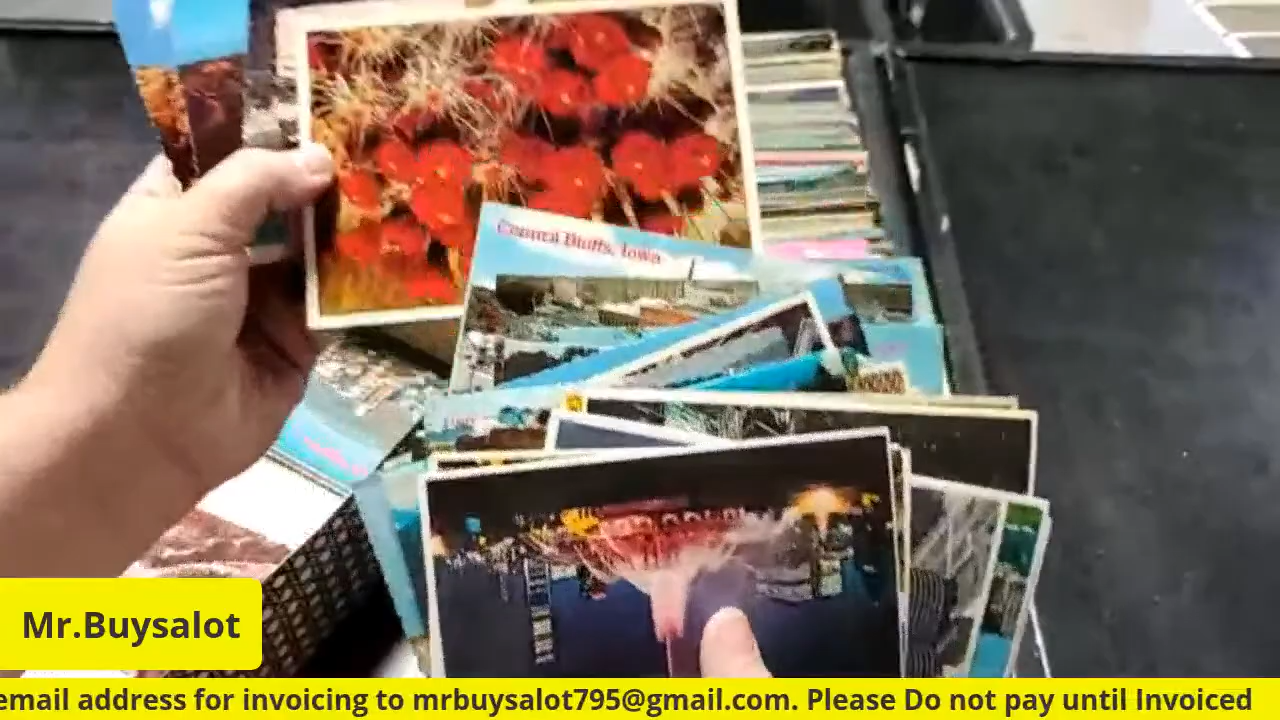 Council Bluffs, Iowa
Mr.Buysalot
email address for invoicing to mrbuysalot795@gmail.com. Please Do not pay until Invoiced